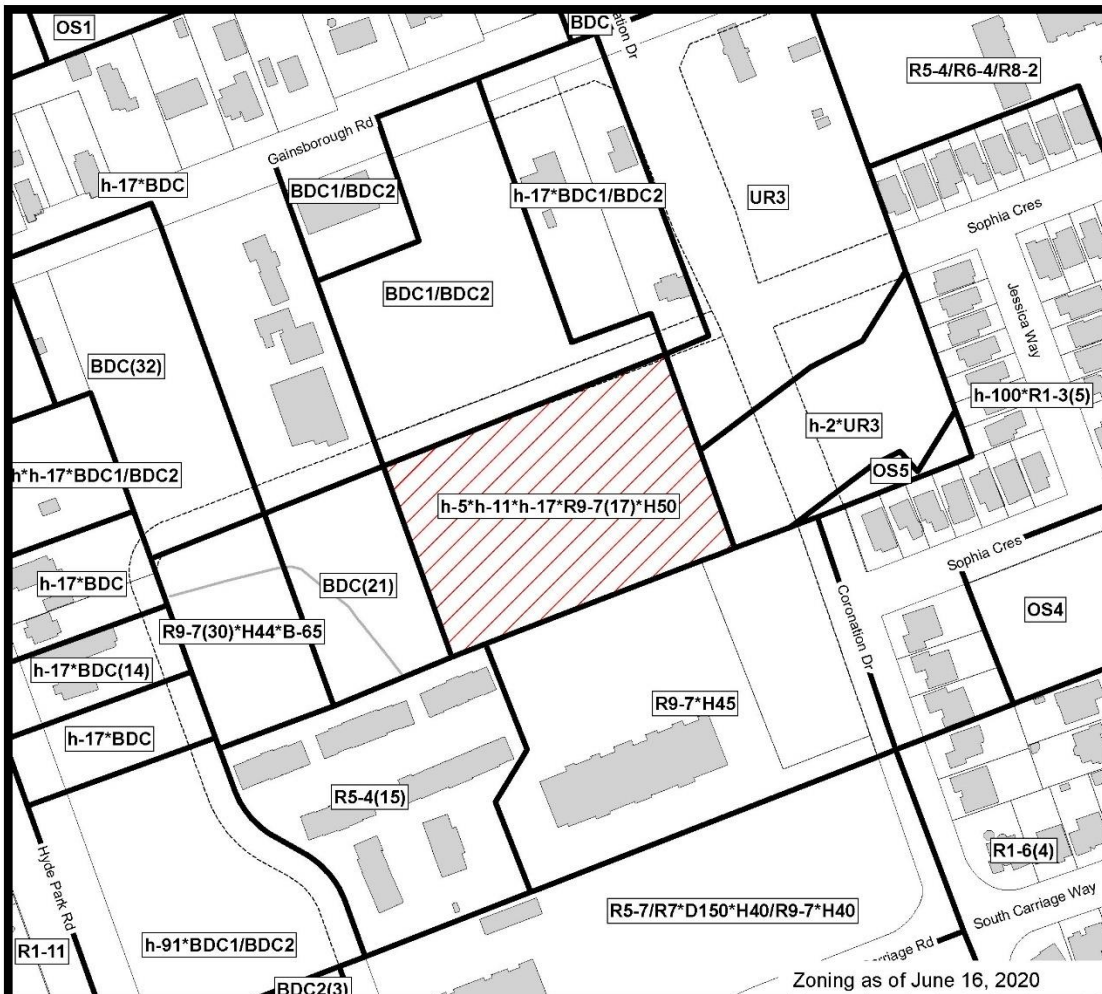 OS1
BDC
ation Dr
R5-4/R6-4/R8-2
Gainsborough Rd
h-17*BDC
BDC1/BDC2
h-17*BDC1/BDC2
UR3
Sophia Cres
BDC1/BDC2
Jessica Way
BDC(32)
h-100*R1-3(5)
h-2*UR3
OS5
h*h-17*BDC1/BDC2
h-5*h-11*h-17*R9-7(17)*H50
h-17*BDC
BDC(21)
Sophia Cres
OS4
R9-7(30)*H44*B-65
h-17*BDC(14)
Coronation Dr
R9-7*H45
h-17*BDC
R5-4(15)
R1-6(4)
Hyde Park Rd
R5-7/R7*D150*H40/R9-7*H40
South Carriage Way
h-91*BDC1/BDC2
R1-11
arriage Rd
BDC2(3)
Zoning as of June 16, 2020